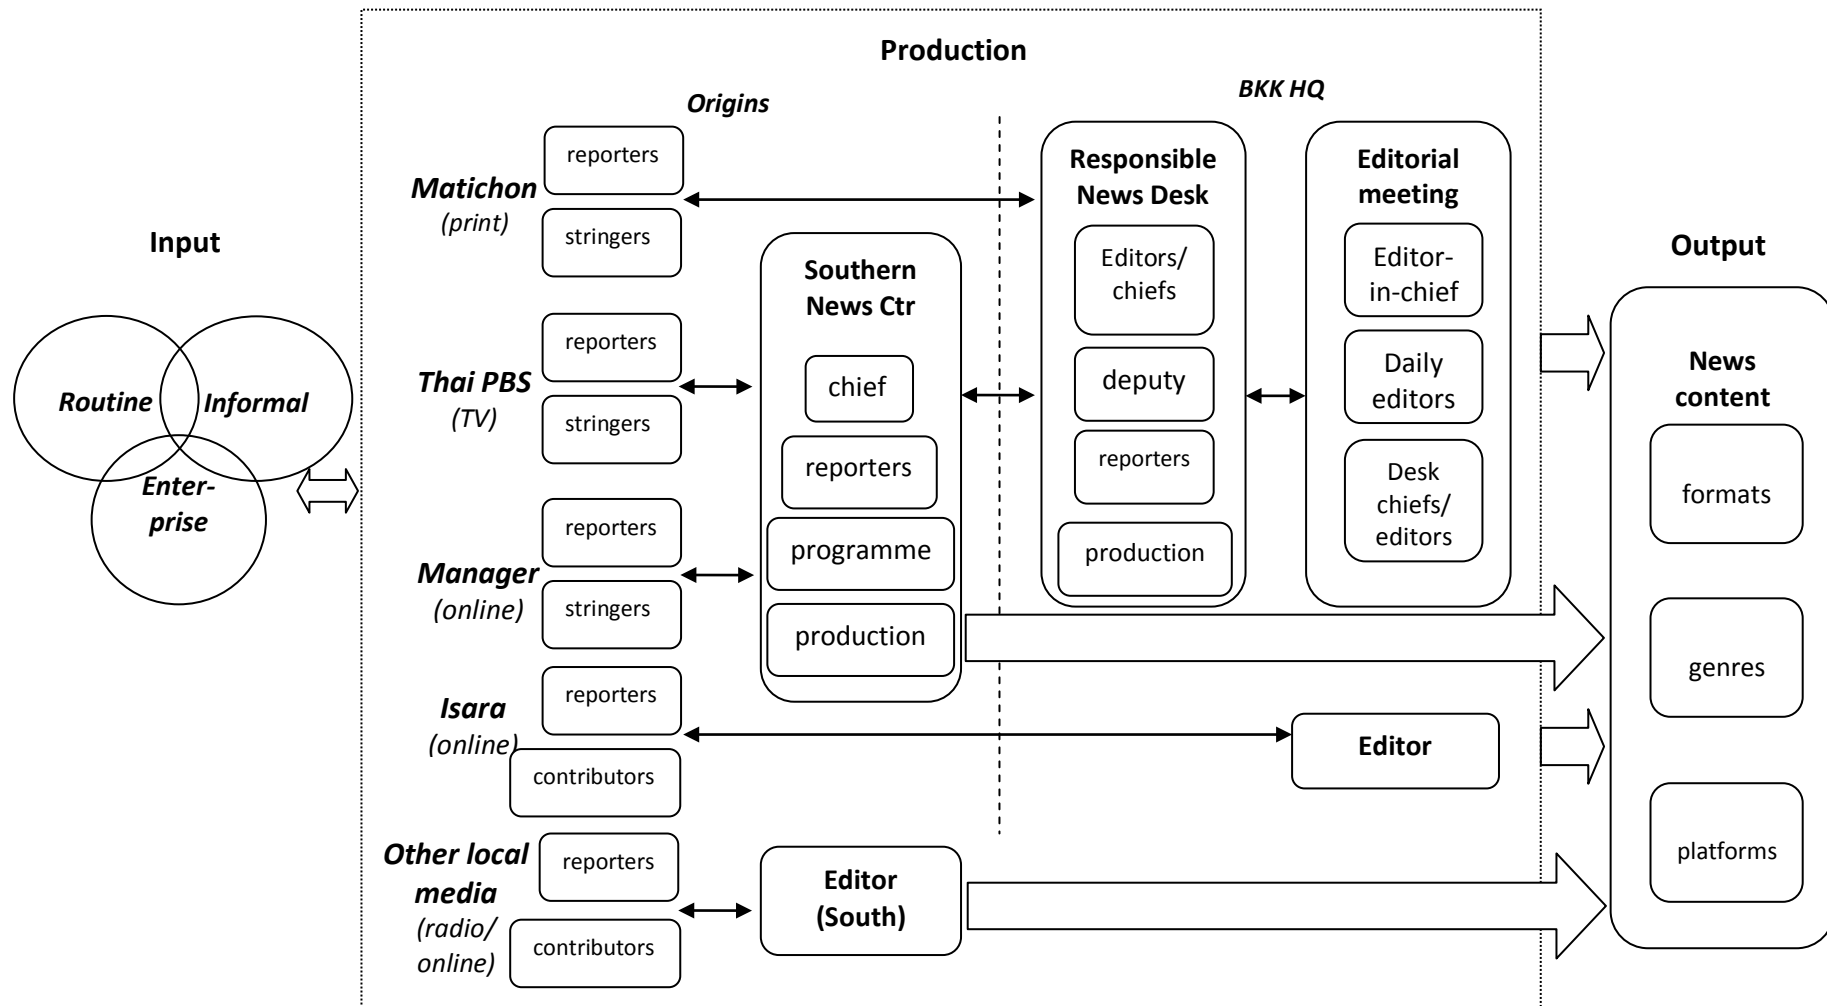 Production
Origins
BKK HQ
Input
Routine
Informal
Enter-
prise
Matichon
(print)
reporters
stringers
Thai PBS
(TV)
reporters
stringers
Manager
(online)
reporters
stringers
Isara
(online)
reporters
contributors
Other local
media
(radio/
online)
reporters
contributors
Southern
News Ctr
chief
reporters
programme
production
Editor
(South)
Responsible
News Desk
Editors/
chiefs
deputy
reporters
production
Editorial
meeting
Editor-
in-chief
Daily
editors
Desk
chiefs/
editors
Editor
Output
News
content
formats
genres
platforms